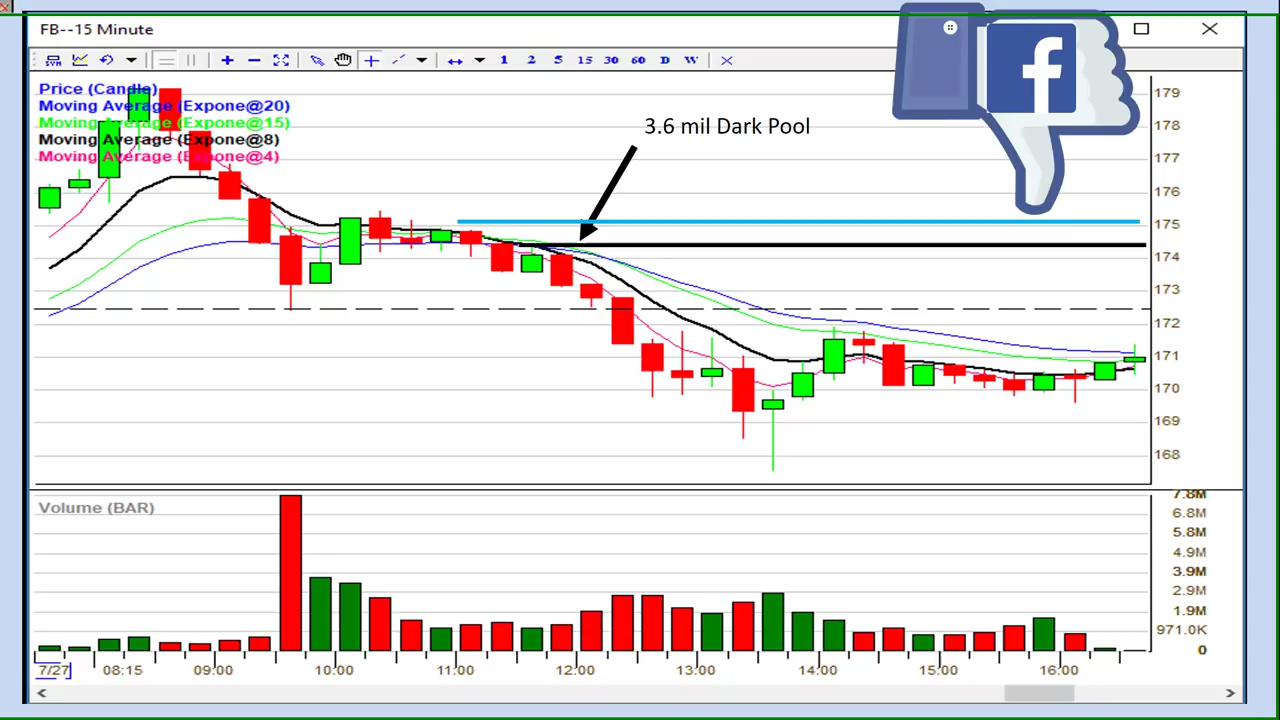 FB--15 Minute
1 2 5 15 30 60 D W
Price (Candle)
Moving Average (Expone@20)
Moving Average (Expone@15)
Moving Average (Expone@8)
Moving Average (Expone@4)
3.6 mil Dark Pool
f
179
178
177
176
175
174
173
172
171
170
169
168
Volume (BAR)
7.8M
6.8M
5.8M
4.9M
3.9M
2.9M
1.9M
971.0K
0
7/27 08:15 09:00 10:00 11:00 12:00 13:00 14:00 15:00 16:00